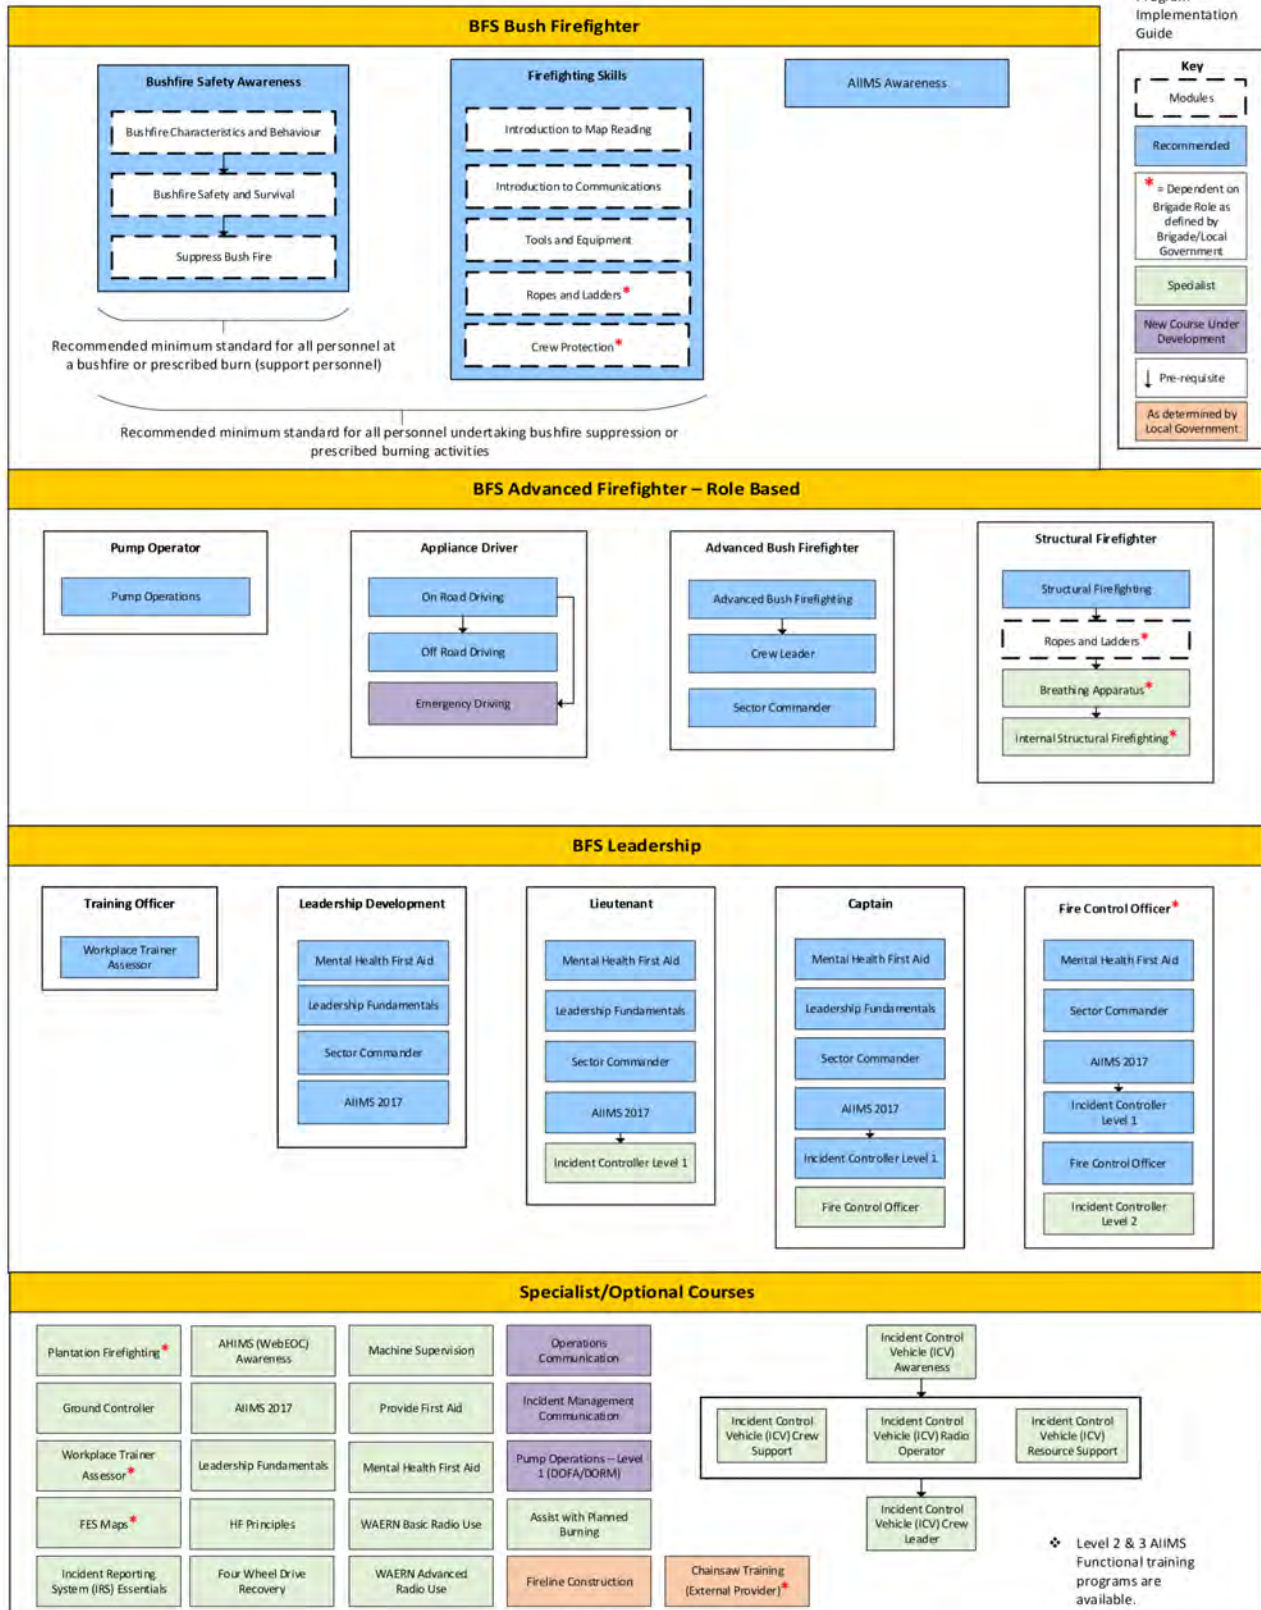 Implementation
Guide
BFS Bush Firefighter
Key
Modules
Recommended
* = Dependent on
Brigade Role as
defined by
Brigade/Local
Government
Specialist
New Course Under
Development
Pre-requisite
As determined by
Local Government
Bushfire Safety Awareness
Bushfire Characteristics and Behaviour
Bushfire Safety and Survival
Suppress Bush Fire
Firefighting Skills
Introduction to Map Reading
Introduction to Communications
Tools and Equipment
Ropes and Ladders*
Crew Protection*
AIIMS Awareness
Recommended minimum standard for all personnel at
a bushfire or prescribed burn (support personnel)
Recommended minimum standard for all personnel undertaking bushfire suppression or
prescribed burning activities
BFS Advanced Firefighter – Role Based
Pump Operator
Pump Operations
Appliance Driver
On Road Driving
Off Road Driving
Emergency Driving
Advanced Bush Firefighter
Advanced Bush Firefighting
Crew Leader
Sector Commander
Structural Firefighter
Structural Firefighting
Ropes and Ladders*
Breathing Apparatus*
Internal Structural Firefighting*
BFS Leadership
Training Officer
Workplace Trainer
Assessor
Leadership Development
Mental Health First Aid
Leadership Fundamentals
Sector Commander
AIIMS 2017
Lieutenant
Mental Health First Aid
Leadership Fundamentals
Sector Commander
AIIMS 2017
Incident Controller Level 1
Captain
Mental Health First Aid
Leadership Fundamentals
Sector Commander
AIIMS 2017
Incident Controller Level 1
Fire Control Officer
Fire Control Officer*
Mental Health First Aid
Sector Commander
AIIMS 2017
Incident Controller
Level 1
Fire Control Officer
Incident Controller
Level 2
Specialist/Optional Courses
Plantation Firefighting*
Ground Controller
Workplace Trainer
Assessor*
FES Maps*
Incident Reporting
System (IRS) Essentials
AHIMS (WebEOC)
Awareness
AIIMS 2017
Leadership Fundamentals
HF Principles
Four Wheel Drive
Recovery
Machine Supervision
Provide First Aid
Mental Health First Aid
WAERN Basic Radio Use
WAERN Advanced
Radio Use
Operations
Communication
Incident Management
Communication
Pump Operations – Level
1 (DOFA/DORM)
Assist with Planned
Burning
Fireline Construction
Chainsaw Training
(External Provider)*
Incident Control
Vehicle (ICV)
Awareness
Incident Control
Vehicle (ICV) Crew
Support
Incident Control
Vehicle (ICV) Radio
Operator
Incident Control
Vehicle (ICV)
Resource Support
Incident Control
Vehicle (ICV) Crew
Leader
❖ Level 2 & 3 AIIMS
Functional training
programs are
available.